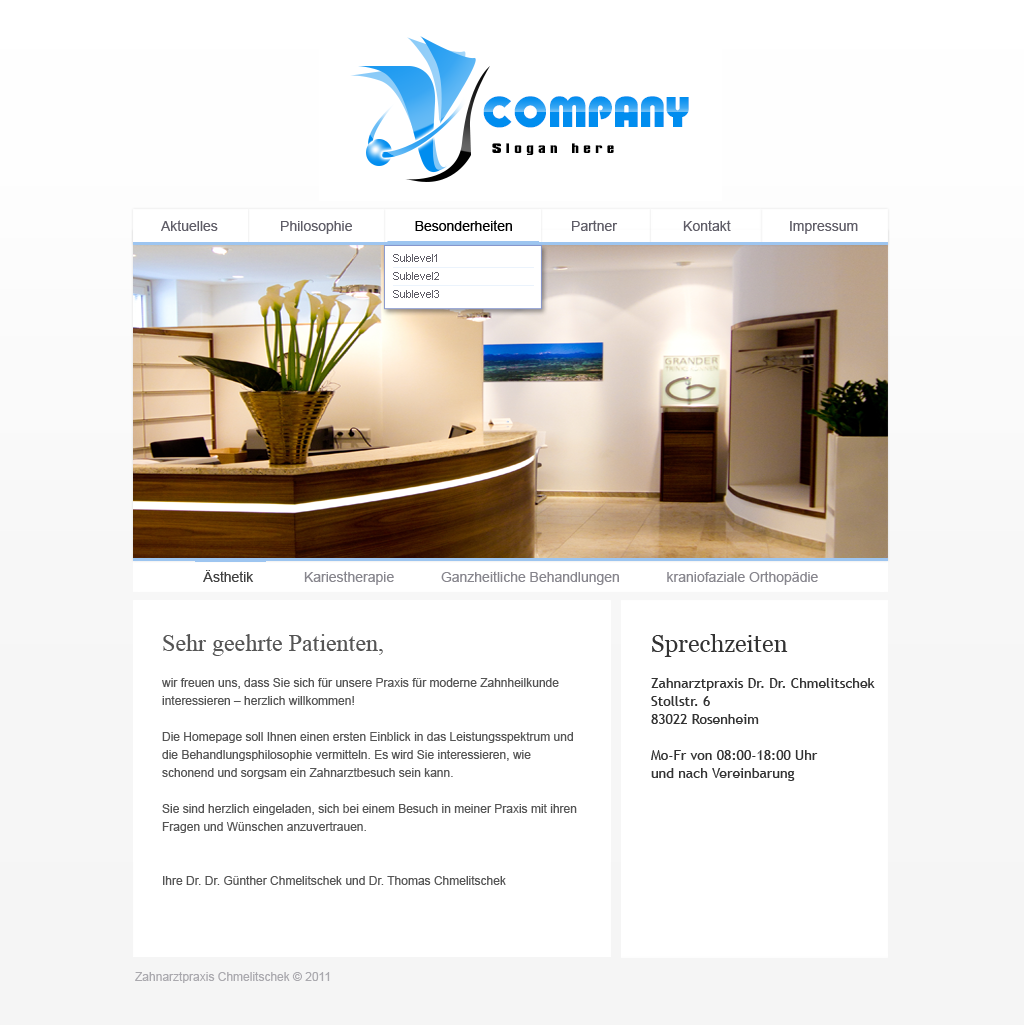 COMPANY
Slogan here
Aktuelles Philosophie Besonderheiten Partner Kontakt Impressum
Sublevel1
Sublevel2
Sublevel3
GRANDER
Ästhetik Kariestherapie Ganzheitliche Behandlungen kraniofaziale Orthopädie
Sehr geehrte Patienten,
wir freuen uns, dass Sie sich für unsere Praxis für moderne Zahnheilkunde
interessieren – herzlich willkommen!
Die Homepage soll Ihnen einen ersten Einblick in das Leistungsspektrum und
die Behandlungsphilosophie vermitteln. Es wird Sie interessieren, wie
schonend und sorgsam ein Zahnarztbesuch sein kann.
Sie sind herzlich eingeladen, sich bei einem Besuch in meiner Praxis mit ihren
Fragen und Wünschen anzuvertrauen.
Ihre Dr. Dr. Günther Chmelitschek und Dr. Thomas Chmelitschek
Sprechzeiten
Zahnarztpraxis Dr. Dr. Chmelitschek
Stollstr. 6
83022 Rosenheim
Mo-Fr von 08:00-18:00 Uhr
und nach Vereinbarung
Zahnarztpraxis Chmelitschek © 2011